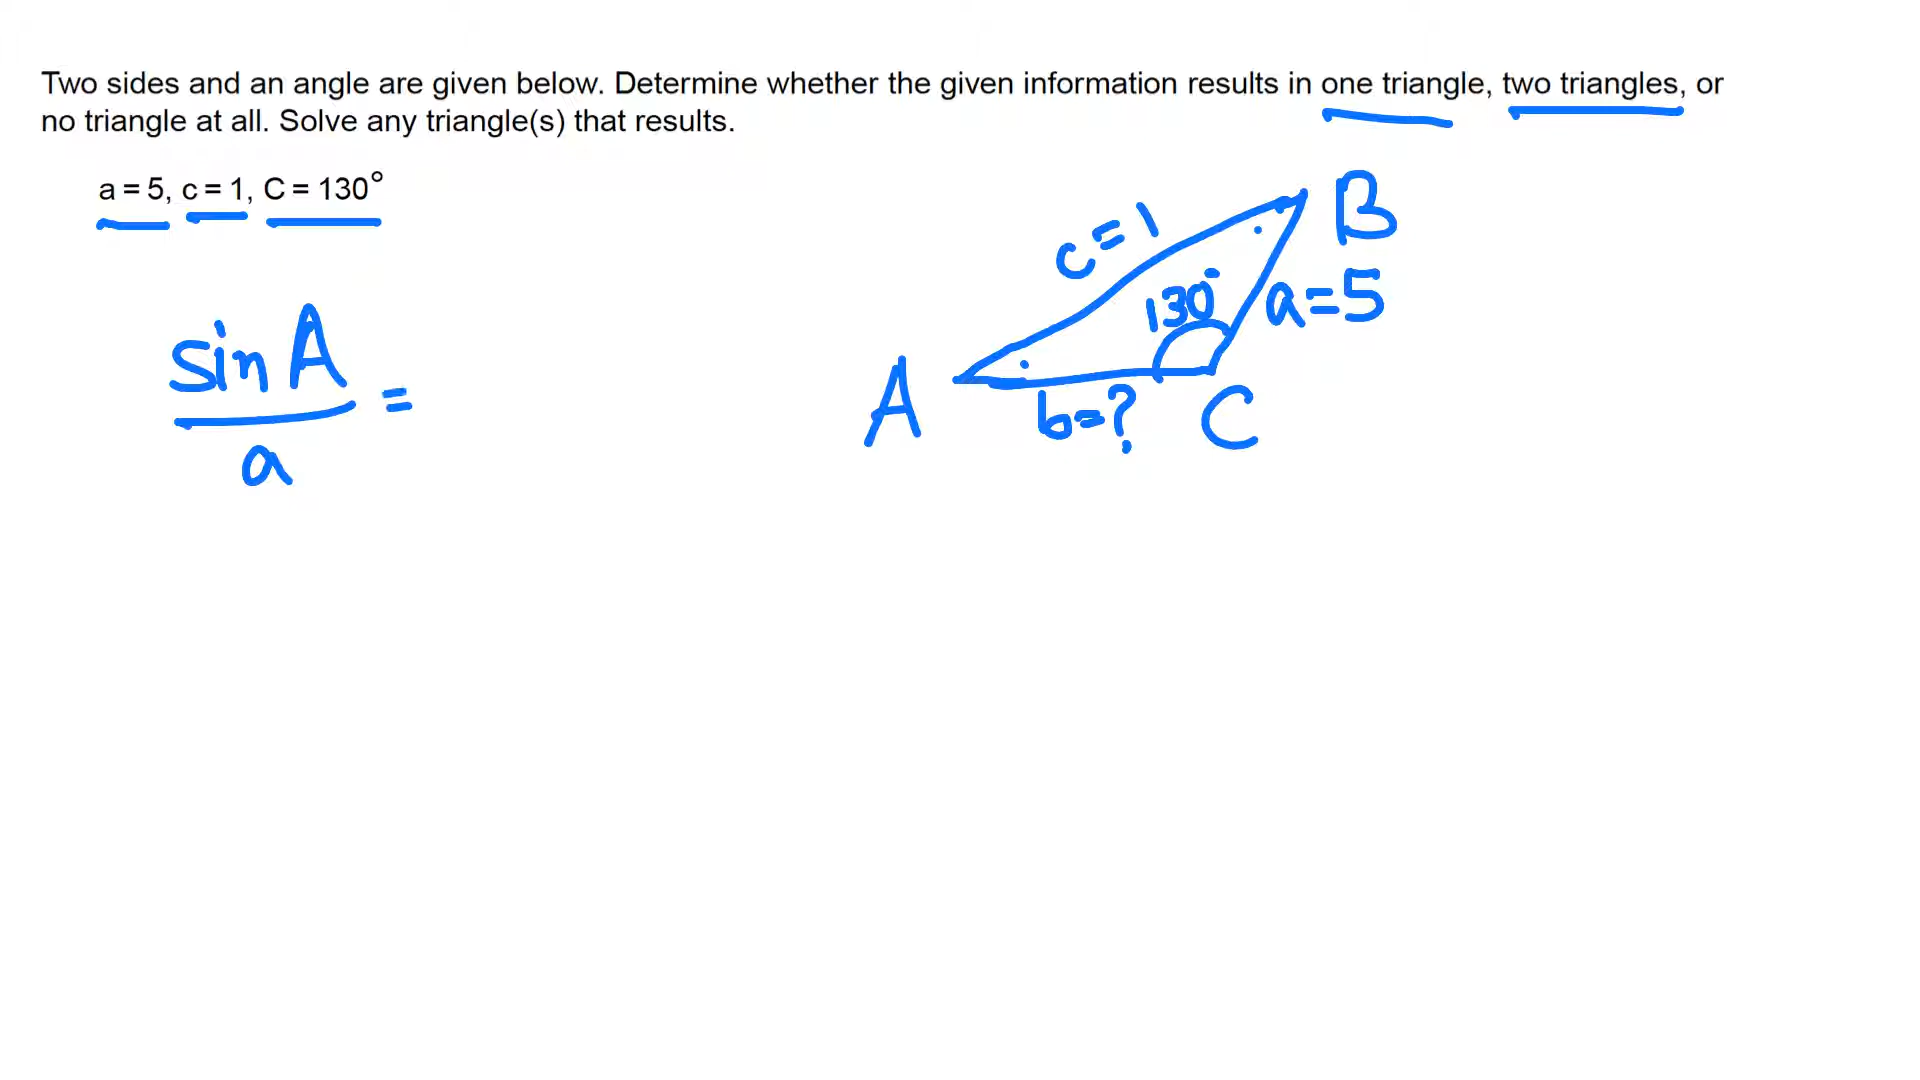 Two sides and an angle are given below. Determine whether the given information results in one triangle, two triangles, or
no triangle at all. Solve any triangle(s) that results.
a = 5, c = 1, C = 130°
sin A
=
a
c=1
B
130°
a=5
A
b=?
C